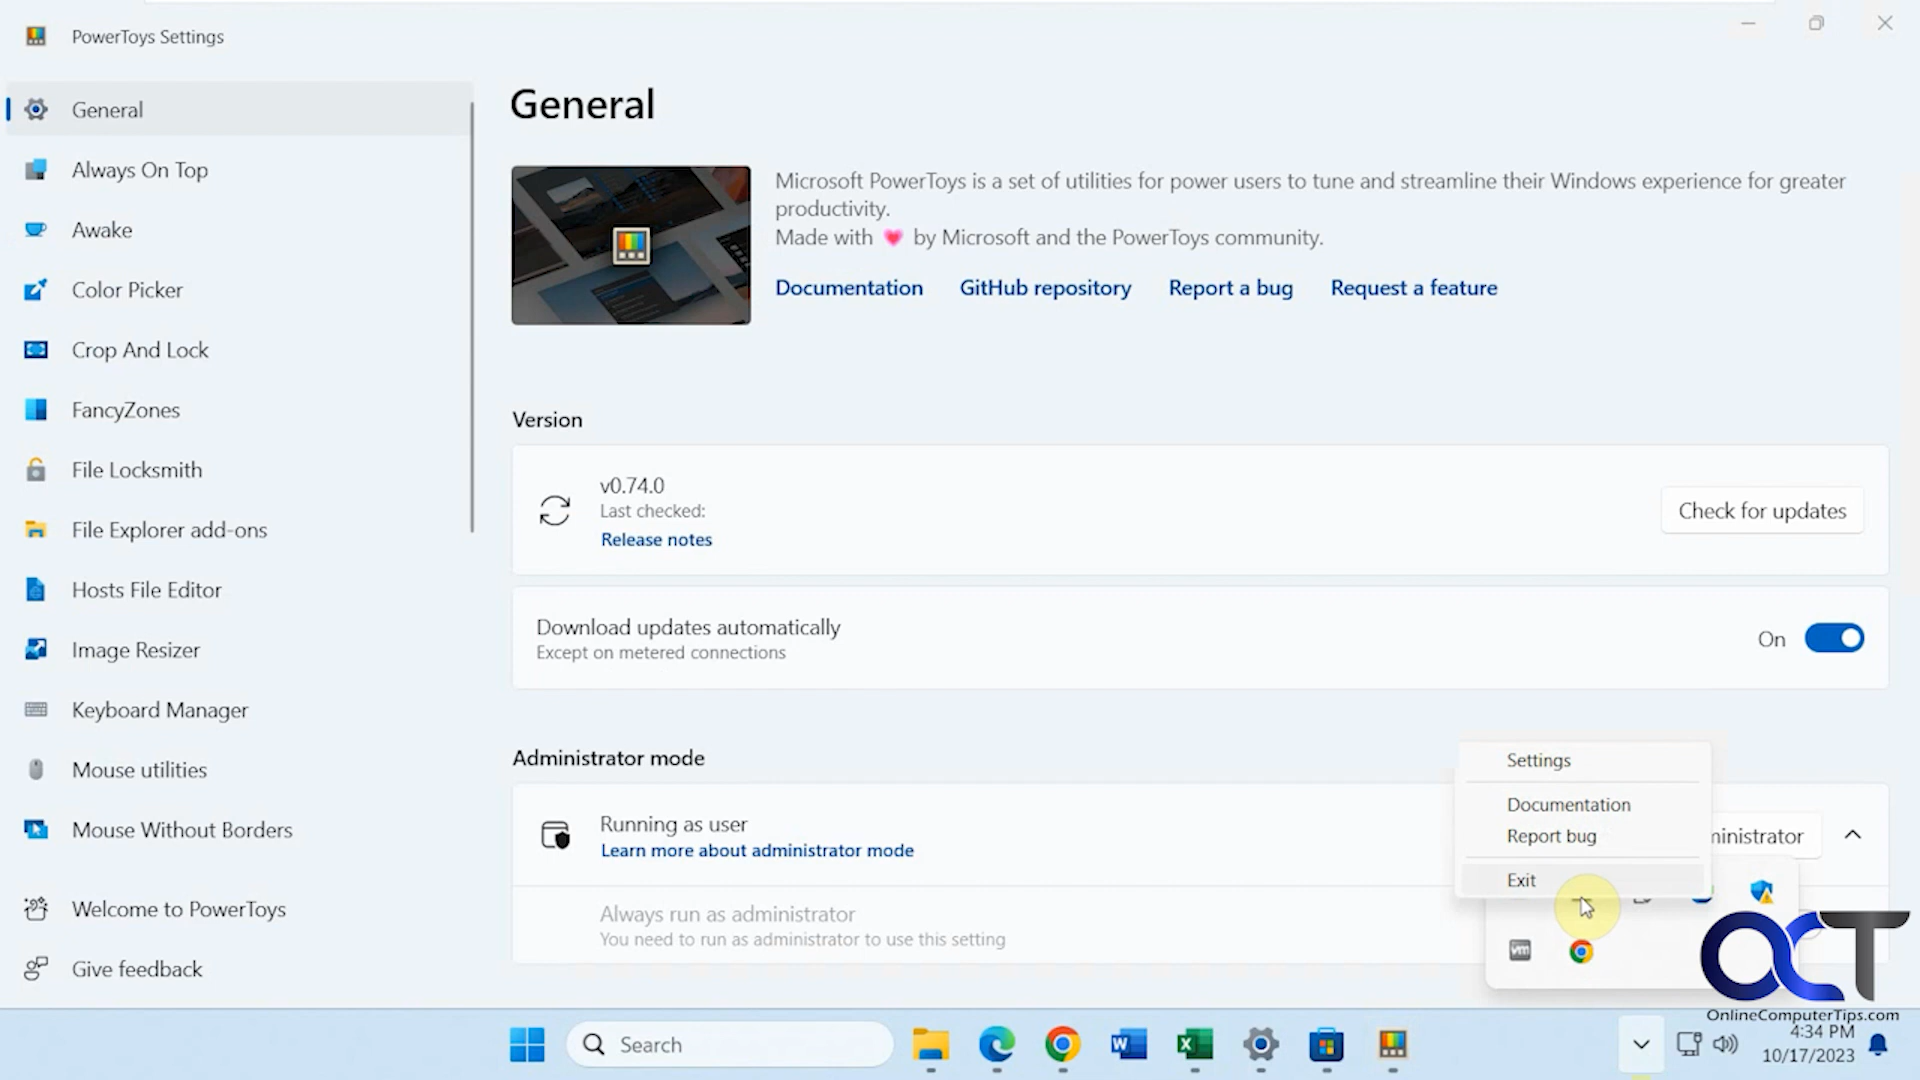 PowerToys Settings
General
Always On Top
Awake
Color Picker
Crop And Lock
FancyZones
File Locksmith
File Explorer add-ons
Hosts File Editor
Image Resizer
Keyboard Manager
Mouse utilities
Mouse Without Borders
Welcome to PowerToys
Give feedback
General
Microsoft PowerToys is a set of utilities for power users to tune and streamline their Windows experience for greater
productivity.
Made with by Microsoft and the PowerToys community.
Documentation GitHub repository Report a bug Request a feature
Version
v0.74.0
Last checked:
Release notes
Check for updates
Download updates automatically
Except on metered connections
On
Administrator mode
Running as user
Learn more about administrator mode
ministrator
Always run as administrator
You need to run as administrator to use this setting
Settings
Documentation
Report bug
Exit
vm
OCT
OnlineComputerTips.com
Search
4:34 PM
10/17/2023